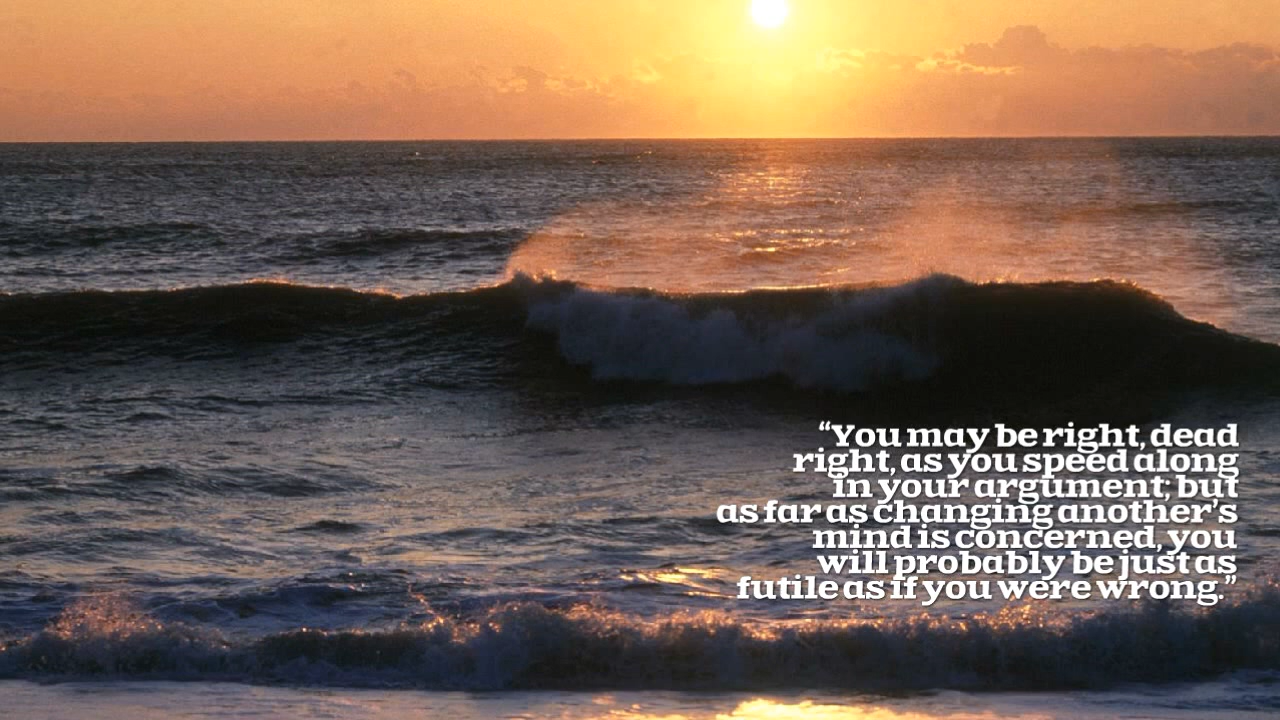 “You may be right, dead
right, as you speed along
in your argument; but
as far as changing another’s
mind is concerned, you
will probably be just as
futile as if you were wrong.”